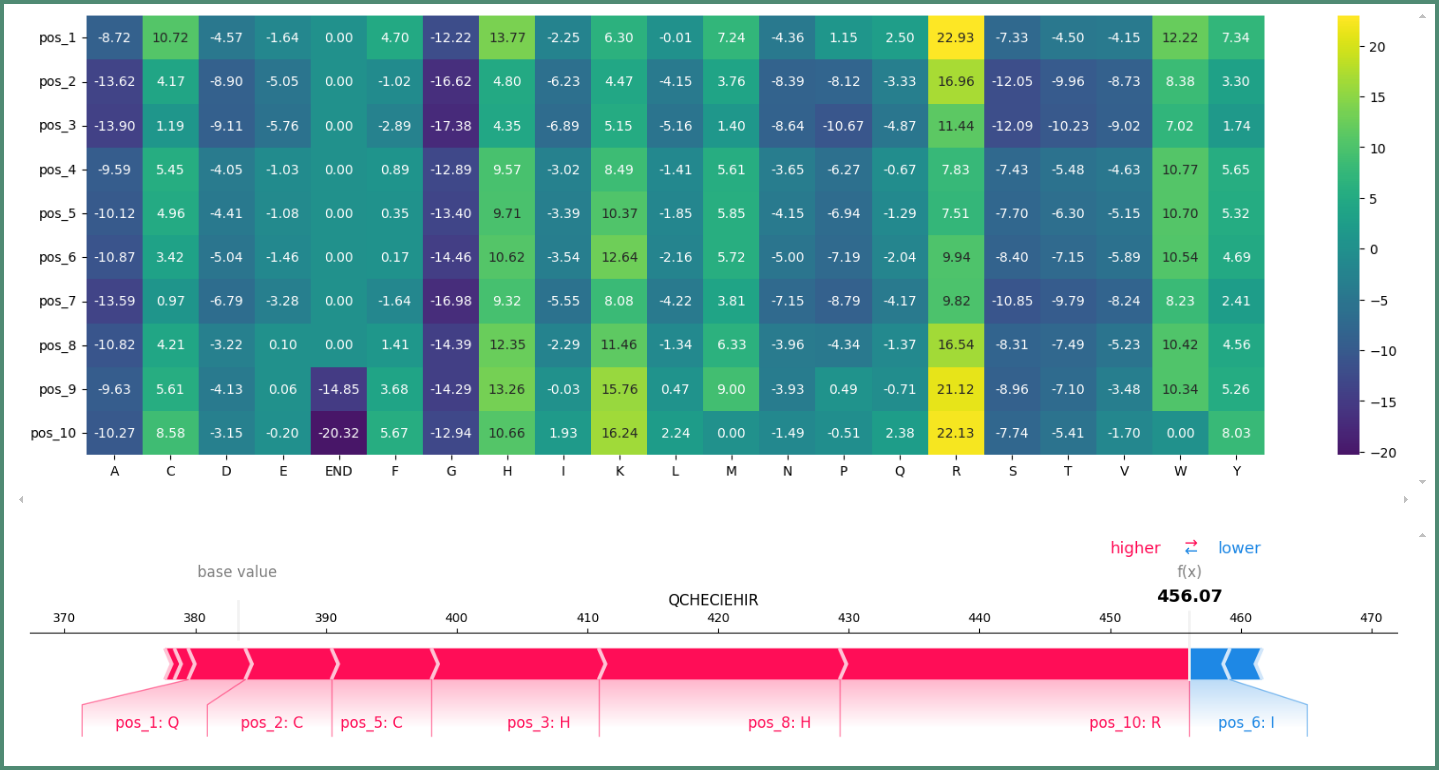 pos_1 -8.72 10.72 -4.57 -1.64 0.00 4.70 -12.22 13.77 -2.25 6.30 -0.01 7.24 -4.36 1.15 2.50 22.93 -7.33 -4.50 -4.15 12.22 7.34
pos_2 -13.62 4.17 -8.90 -5.05 0.00 -1.02 -16.62 4.80 -6.23 4.47 -4.15 3.76 -8.39 -8.12 -3.33 16.96 -12.05 -9.96 -8.73 8.38 3.30
pos_3 -13.90 1.19 -9.11 -5.76 0.00 -2.89 -17.38 4.35 -6.89 5.15 -5.16 1.40 -8.64 -10.67 -4.87 11.44 -12.09 -10.23 -9.02 7.02 1.74
pos_4 -9.59 5.45 -4.05 -1.03 0.00 0.89 -12.89 9.57 -3.02 8.49 -1.41 5.61 -3.65 -6.27 -0.67 7.83 -7.43 -5.48 -4.63 10.77 5.65
pos_5 -10.12 4.96 -4.41 -1.08 0.00 0.35 -13.40 9.71 -3.39 10.37 -1.85 5.85 -4.15 -6.94 -1.29 7.51 -7.70 -6.30 -5.15 10.70 5.32
pos_6 -10.87 3.42 -5.04 -1.46 0.00 0.17 -14.46 10.62 -3.54 12.64 -2.16 5.72 -5.00 -7.19 -2.04 9.94 -8.40 -7.15 -5.89 10.54 4.69
pos_7 -13.59 0.97 -6.79 -3.28 0.00 -1.64 -16.98 9.32 -5.55 8.08 -4.22 3.81 -7.15 -8.79 -4.17 9.82 -10.85 -9.79 -8.24 8.23 2.41
pos_8 -10.82 4.21 -3.22 0.10 0.00 1.41 -14.39 12.35 -2.29 11.46 -1.34 6.33 -3.96 -4.34 -1.37 16.54 -8.31 -7.49 -5.23 10.42 4.56
pos_9 -9.63 5.61 -4.13 0.06 -14.85 3.68 -14.29 13.26 -0.03 15.76 0.47 9.00 -3.93 0.49 -0.71 21.12 -8.96 -7.10 -3.48 10.34 5.26
pos_10 -10.27 8.58 -3.15 -0.20 -20.32 5.67 -12.94 10.66 1.93 16.24 2.24 0.00 -1.49 -0.51 2.38 22.13 -7.74 -5.41 -1.70 0.00 8.03
A C D E END F G H I K L M N P Q R S T V W Y
20
15
10
5
0
−5
−10
−15
−20
higher ⇄ lower
base value f(x)
QCHECIEHIR 456.07
370 380 390 400 410 420 430 440 450 460 470
pos_1: Q pos_2: C pos_5: C pos_3: H pos_8: H pos_10: R pos_6: I